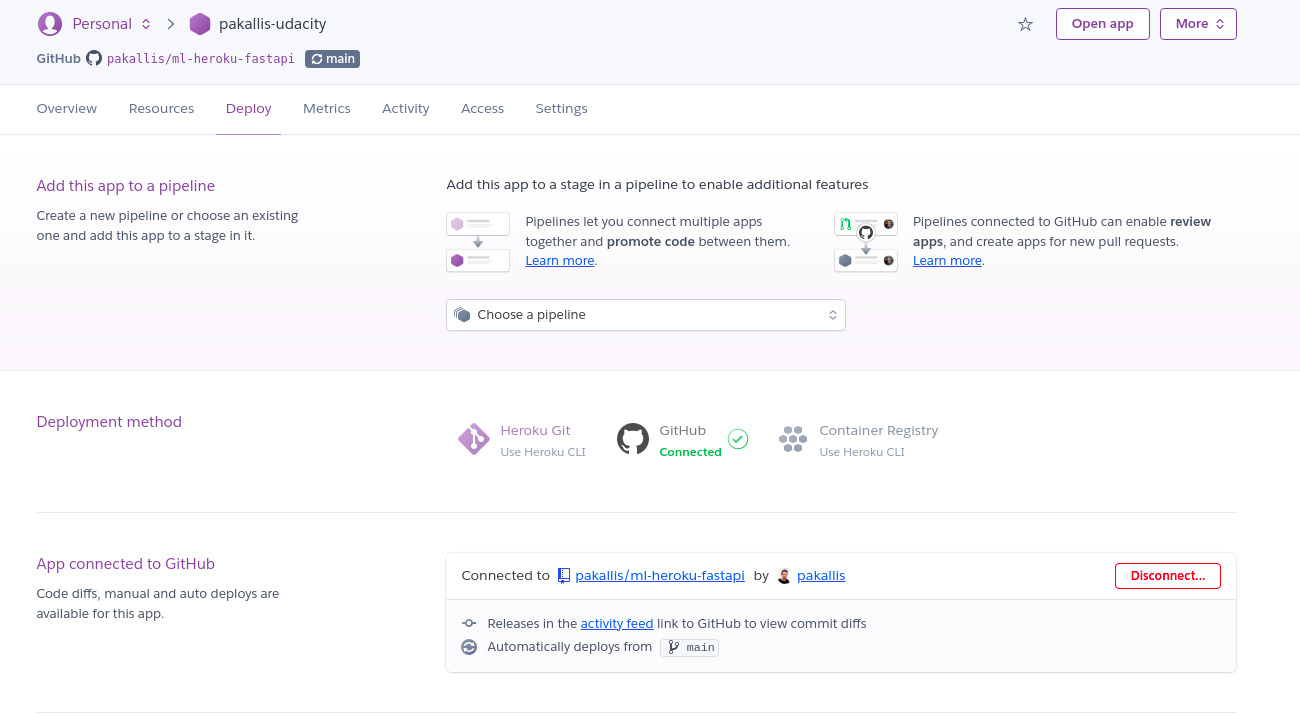 Personal pakallis-udacity Open app More
GitHub pakallis/ml-heroku-fastapi main
Overview Resources Deploy Metrics Activity Access Settings
Add this app to a pipeline
Create a new pipeline or choose an existing
one and add this app to a stage in it.
Add this app to a stage in a pipeline to enable additional features
Pipelines let you connect multiple apps
together and promote code between them.
Learn more.
Pipelines connected to GitHub can enable review
apps, and create apps for new pull requests.
Learn more.
Choose a pipeline
Deployment method
Heroku Git
Use Heroku CLI
GitHub
Connected
Container Registry
Use Heroku CLI
App connected to GitHub
Code diffs, manual and auto deploys are
available for this app.
Connected to pakallis/ml-heroku-fastapi by pakallis Disconnect...
Releases in the activity feed link to GitHub to view commit diffs
Automatically deploys from main